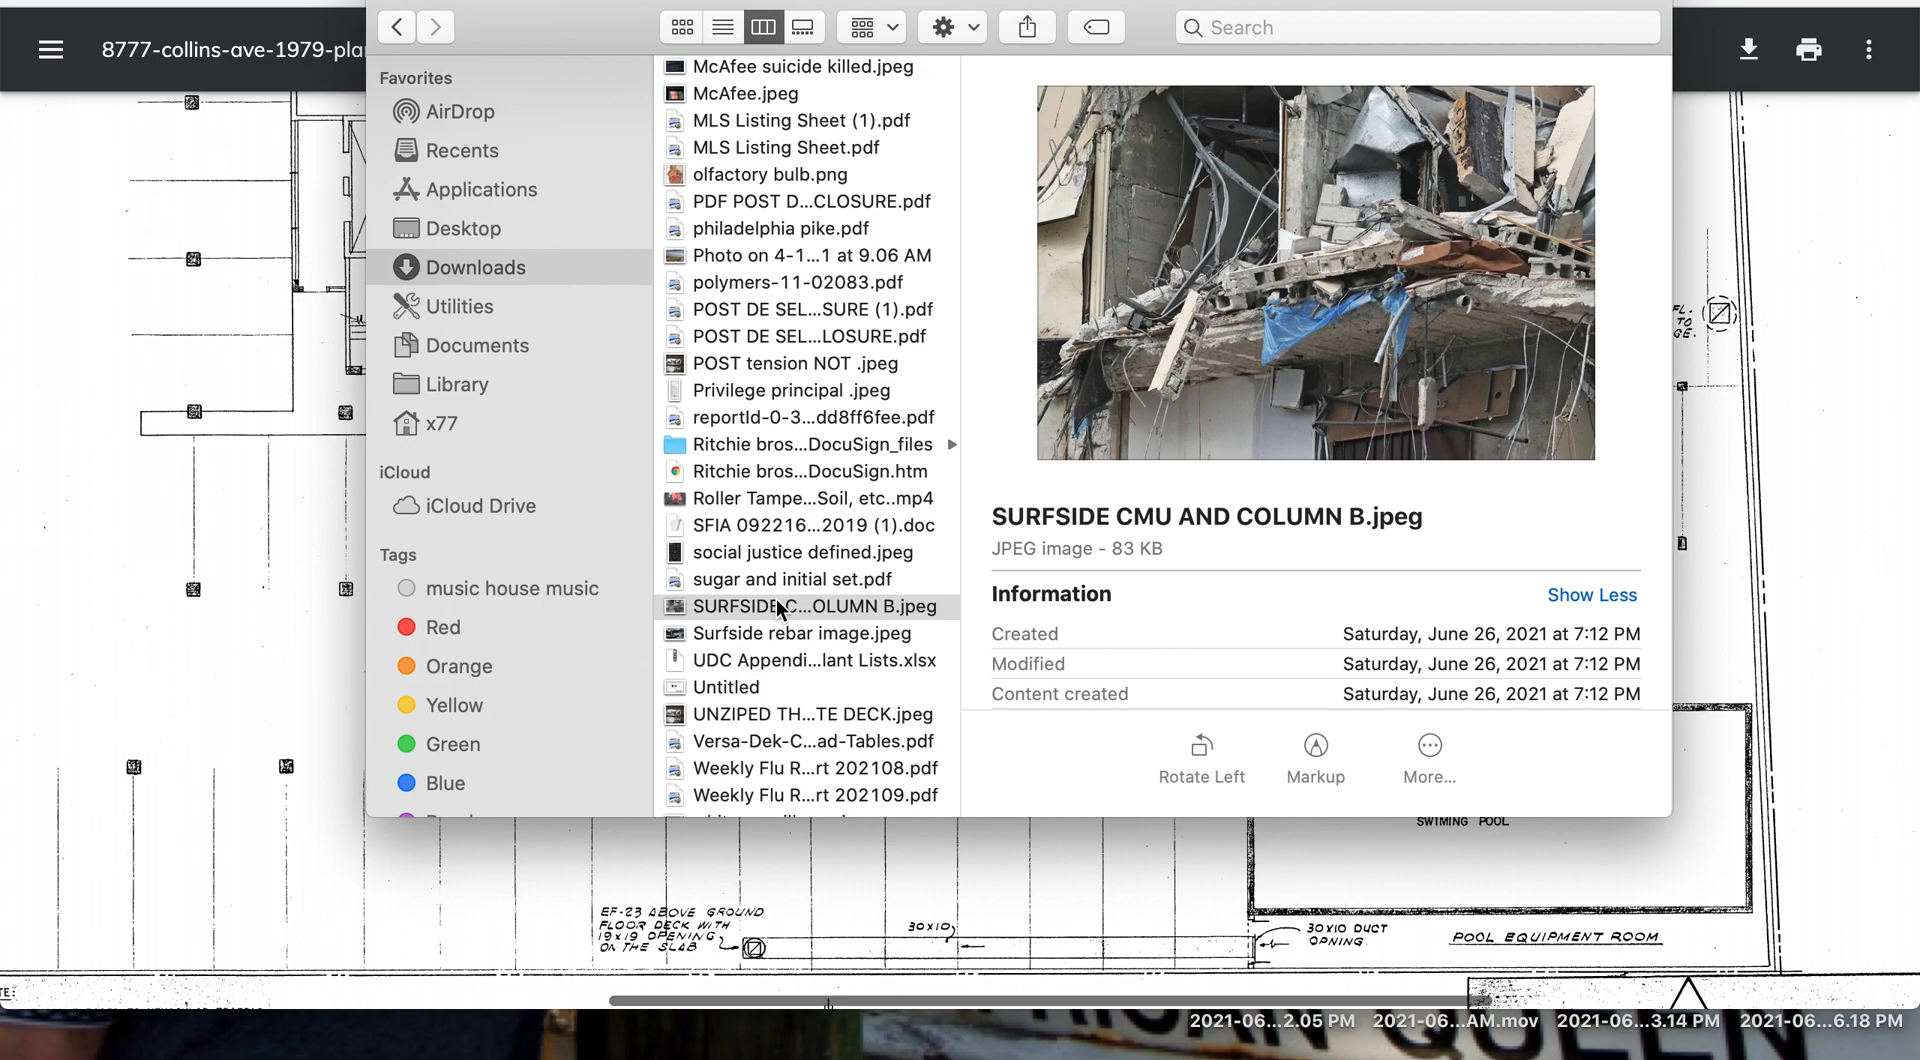 8777-collins-ave-1979-pla
Search
Favorites
AirDrop
Recents
Applications
Desktop
Downloads
Utilities
Documents
Library
x77
iCloud
iCloud Drive
Tags
music house music
Red
Orange
Yellow
Green
Blue
McAfee suicide killed.jpeg
McAfee.jpeg
MLS Listing Sheet (1).pdf
MLS Listing Sheet.pdf
olfactory bulb.png
PDF POST D...CLOSURE.pdf
philadelphia pike.pdf
Photo on 4-1...1 at 9.06 AM
polymers-11-02083.pdf
POST DE SEL...SURE (1).pdf
POST DE SEL...LOSURE.pdf
POST tension NOT .jpeg
Privilege principal .jpeg
reportId-0-3...dd8ff6fee.pdf
Ritchie bros...DocuSign_files
Ritchie bros...DocuSign.htm
Roller Tampe...Soil, etc..mp4
SFIA 092216...2019 (1).doc
social justice defined.jpeg
sugar and initial set.pdf
SURFSIDE C...OLUMN B.jpeg
Surfside rebar image.jpeg
UDC Appendi...lant Lists.xlsx
Untitled
UNZIPED TH...TE DECK.jpeg
Versa-Dek-C...ad-Tables.pdf
Weekly Flu R...rt 202108.pdf
Weekly Flu R...rt 202109.pdf
SURFSIDE CMU AND COLUMN B.jpeg
JPEG image - 83 KB
Information
Show Less
Created Saturday, June 26, 2021 at 7:12 PM
Modified Saturday, June 26, 2021 at 7:12 PM
Content created Saturday, June 26, 2021 at 7:12 PM
Rotate Left
Markup
More...
FL.
TO
GE.
SWIMING POOL
EF-23 ABOVE GROUND
FLOOR DECK WITH
19x19 OPENING
ON THE SLAB
30x10
30x10 DUCT
OPNING.
POOL EQUIPMENT ROOM
TE:
2021-06...2.05 PM
2021-06...AM.mov
2021-06...3.14 PM
2021-06...6.18 PM
QUEEN